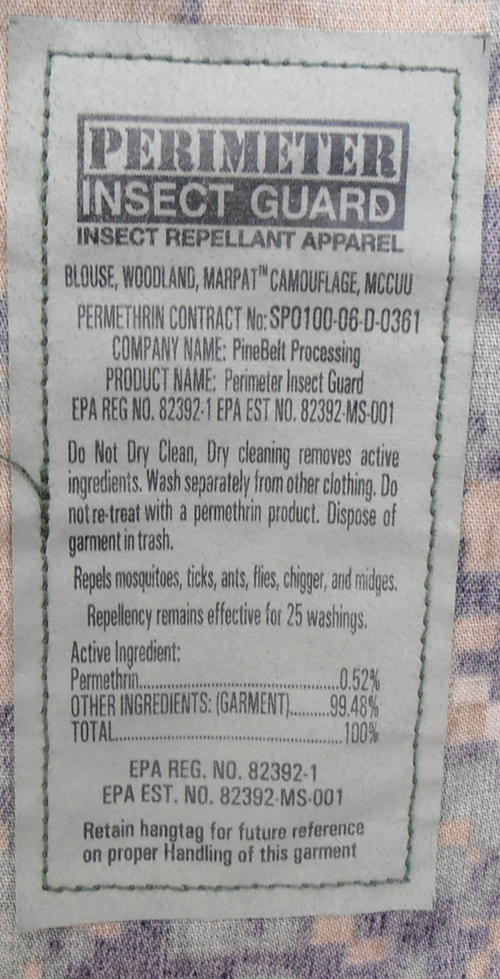 PERIMETER
INSECT GUARD
INSECT REPELLANT APPAREL
BLOUSE, WOODLAND, MARPAT™ CAMOUFLAGE, MCCUU
PERMETHRIN CONTRACT No: SPO100-06-D-0361
COMPANY NAME: PineBelt Processing
PRODUCT NAME: Perimeter Insect Guard
EPA REG NO. 82392-1 EPA EST NO. 82392-MS-001
Do Not Dry Clean, Dry cleaning removes active
ingredients. Wash separately from other clothing. Do
not re-treat with a permethrin product. Dispose of
garment in trash.
Repels mosquitoes, ticks, ants, flies, chigger, and midges.
Repellency remains effective for 25 washings.
Active Ingredient:
Permethrin..............................0.52%
OTHER INGREDIENTS: (GARMENT)........99.48%
TOTAL...................................100%
EPA REG. NO. 82392-1
EPA EST. NO. 82392-MS-001
Retain hangtag for future reference
on proper Handling of this garment